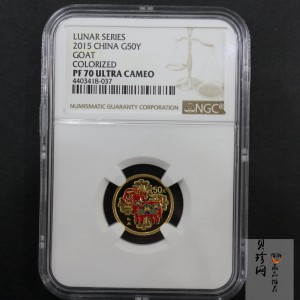 LUNAR SERIES
2015 CHINA G50Y
GOAT
COLORIZED
PF 70 ULTRA CAMEO
4403418-037
NUMISMATIC GUARANTY CORPORATION
NGC
50
贝珍网